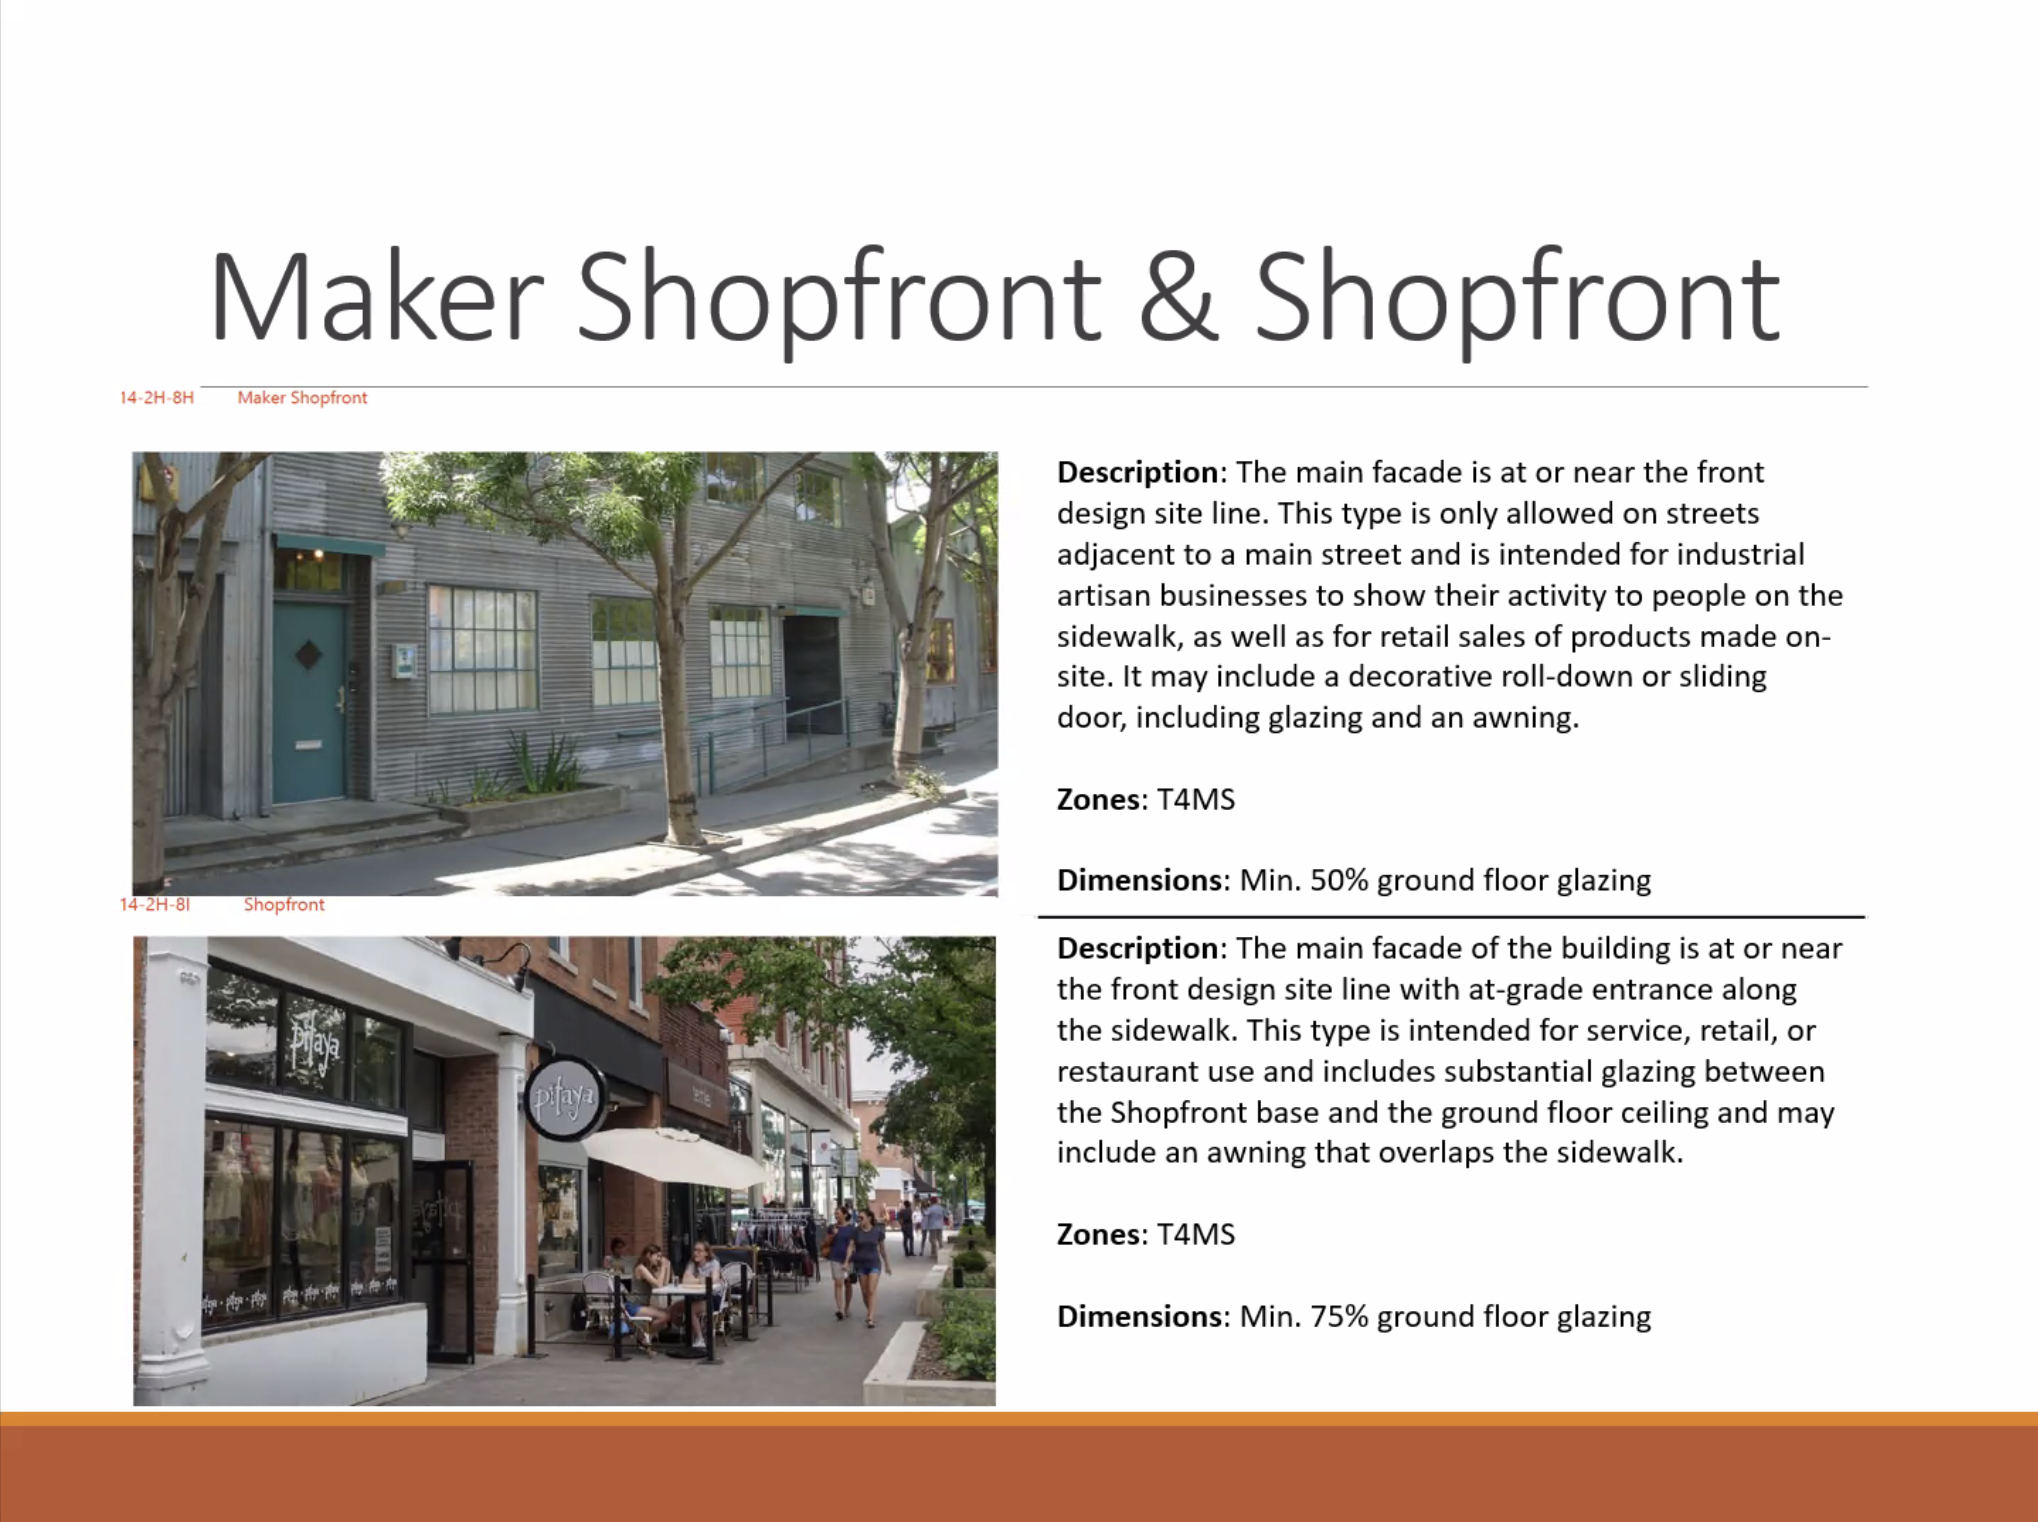 Maker Shopfront & Shopfront
14-2H-8H Maker Shopfront
Description: The main facade is at or near the front
design site line. This type is only allowed on streets
adjacent to a main street and is intended for industrial
artisan businesses to show their activity to people on the
sidewalk, as well as for retail sales of products made on-
site. It may include a decorative roll-down or sliding
door, including glazing and an awning.
Zones: T4MS
Dimensions: Min. 50% ground floor glazing
14-2H-8I Shopfront
pitaya
pitaya
Description: The main facade of the building is at or near
the front design site line with at-grade entrance along
the sidewalk. This type is intended for service, retail, or
restaurant use and includes substantial glazing between
the Shopfront base and the ground floor ceiling and may
include an awning that overlaps the sidewalk.
Zones: T4MS
Dimensions: Min. 75% ground floor glazing